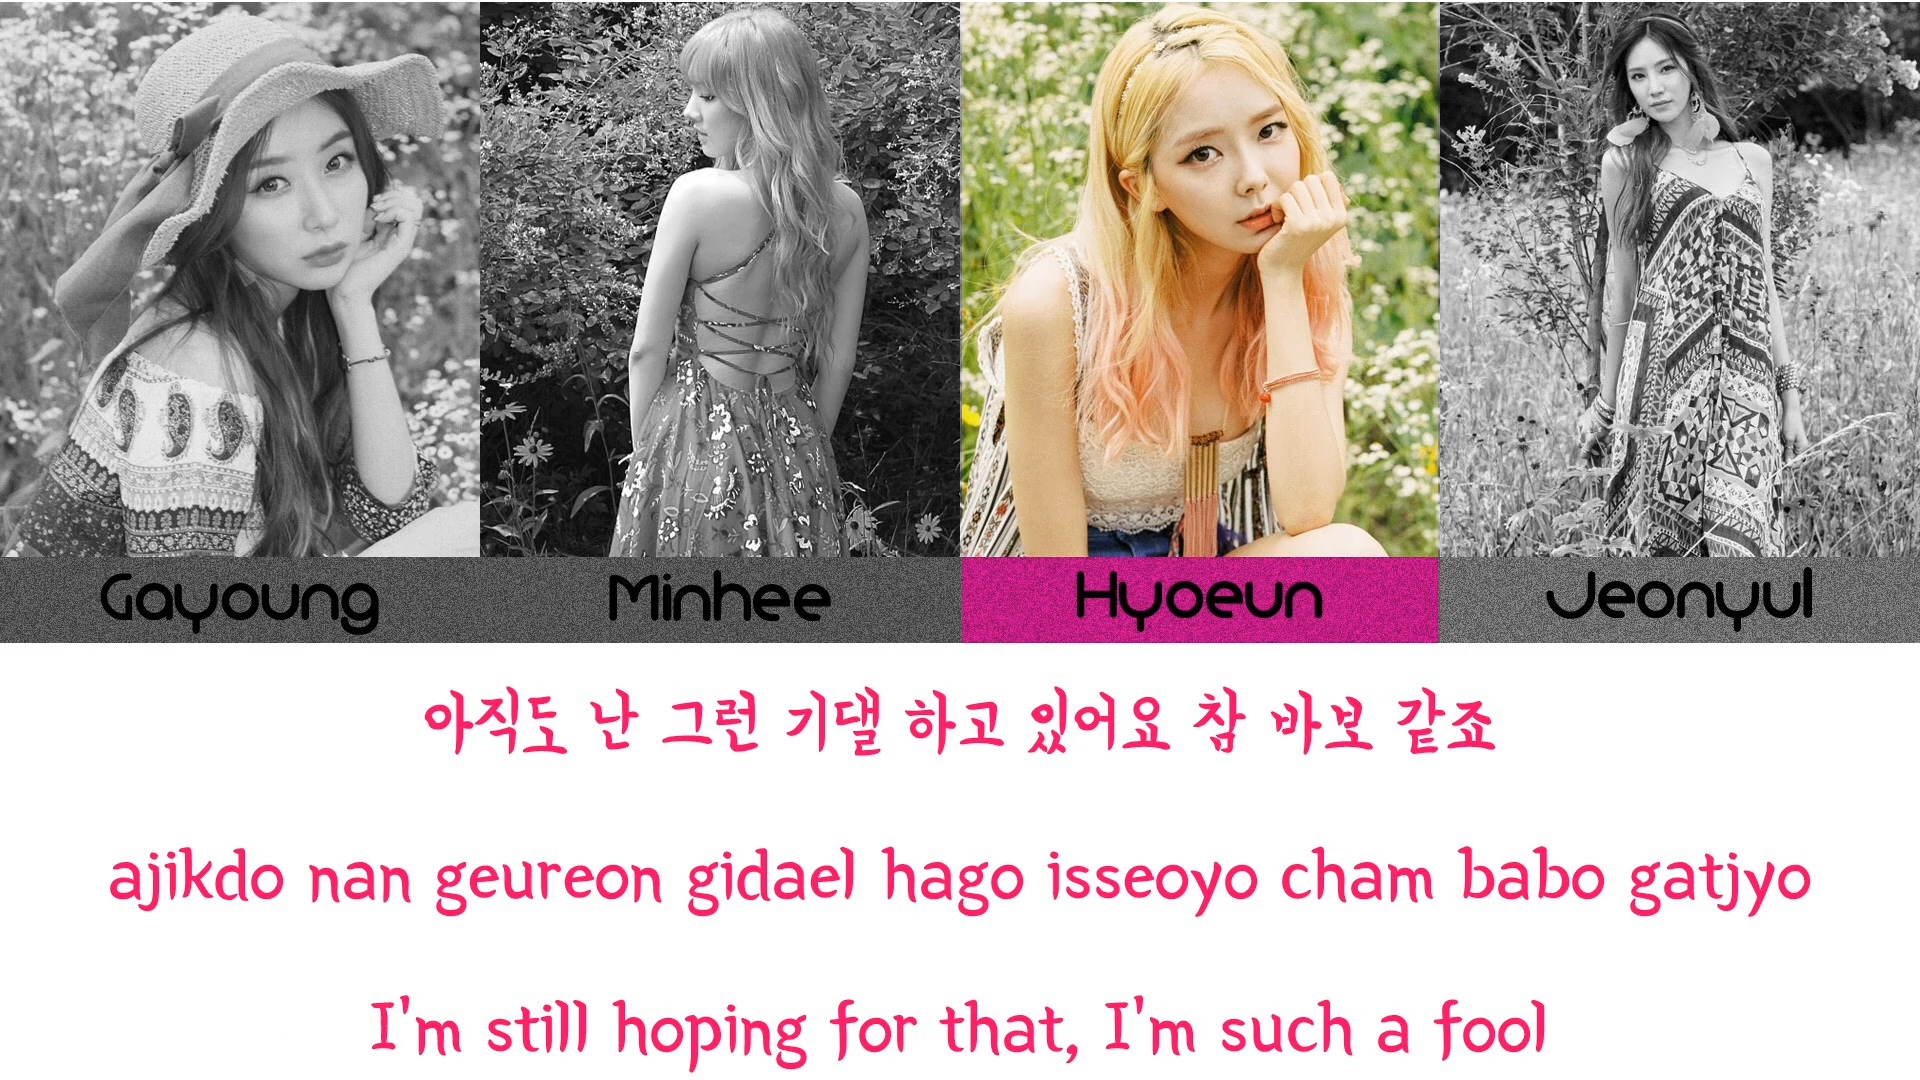 Gayoung Minhee Hyoeun Jeonyul
아직도 난 그런 기댈 하고 있어요 참 바보 같죠
ajikdo nan geureon gidael hago isseoyo cham babo gatjyo
I'm still hoping for that, I'm such a fool